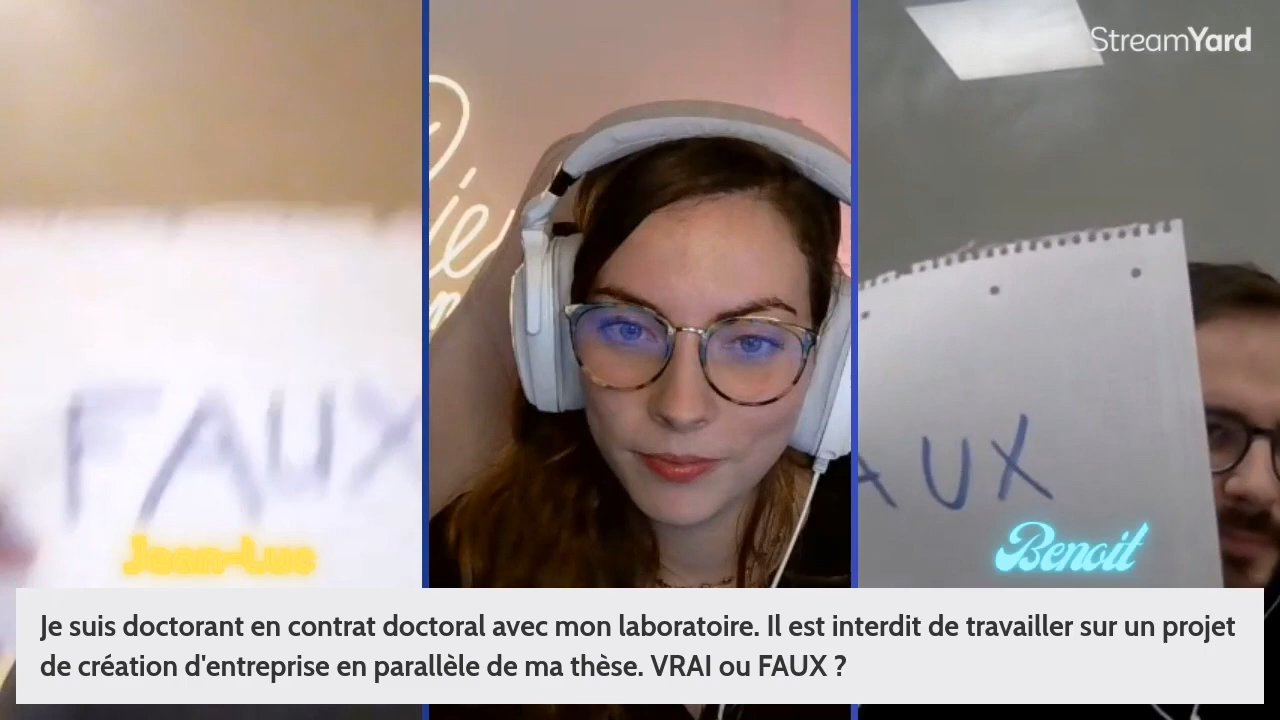 StreamYard
FAUX
AUX
Jean-Luc
Benoit
Je suis doctorant en contrat doctoral avec mon laboratoire. Il est interdit de travailler sur un projet
de création d'entreprise en parallèle de ma thèse. VRAI ou FAUX ?